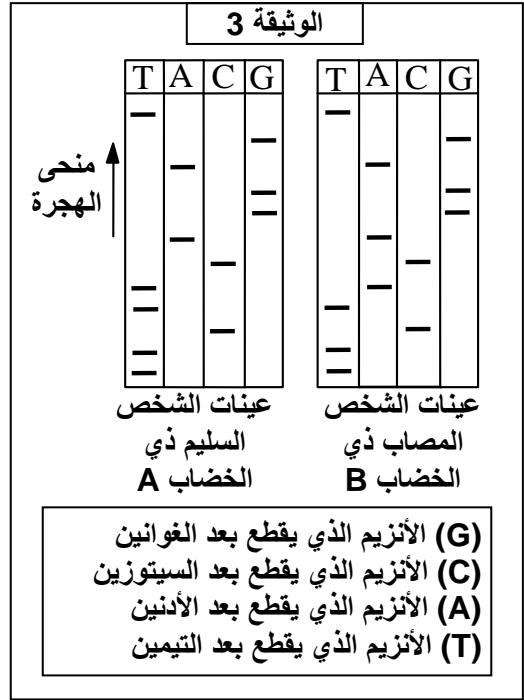 الوثيقة 3
T A C G
T A C G
منحى
الهجرة
عينات الشخص
السليم ذي
الخضاب A
عينات الشخص
المصاب ذي
الخضاب B
(G) الأنزيم الذي يقطع بعد الغوانين
(C) الأنزيم الذي يقطع بعد السيتوزين
(A) الأنزيم الذي يقطع بعد الأدنين
(T) الأنزيم الذي يقطع بعد التيمين